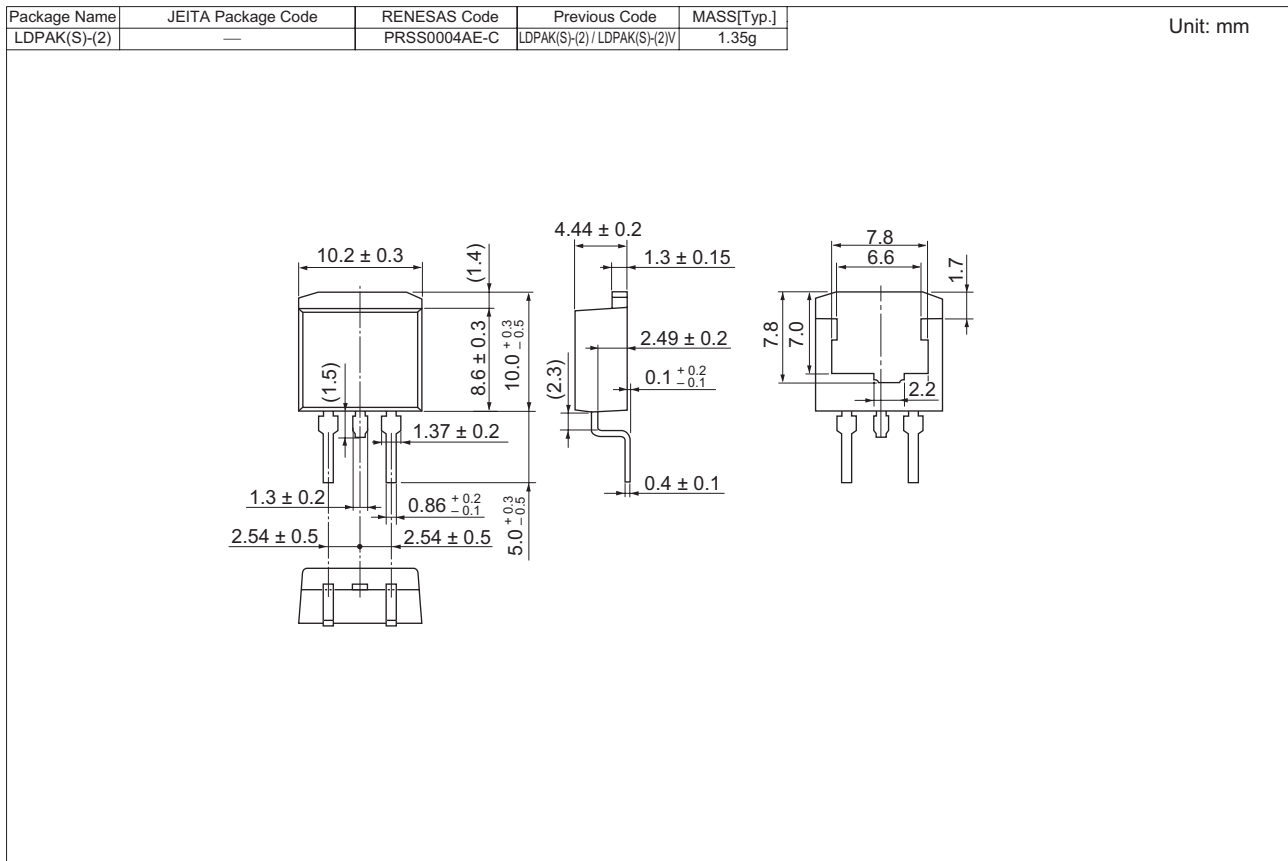 Package Name JEITA Package Code RENESAS Code Previous Code MASS[Typ.]
LDPAK(S)-(2) — PRSS0004AE-C LDPAK(S)-(2) / LDPAK(S)-(2)V 1.35g
Unit: mm
10.2 ± 0.3
(1.4)
8.6 ± 0.3
10.0 + 0.3 – 0.5
(1.5)
1.37 ± 0.2
1.3 ± 0.2
0.86 + 0.2 – 0.1
2.54 ± 0.5
2.54 ± 0.5
5.0 + 0.3 – 0.5
4.44 ± 0.2
1.3 ± 0.15
2.49 ± 0.2
(2.3)
0.1 + 0.2 – 0.1
0.4 ± 0.1
7.8
6.6
1.7
7.8
7.0
2.2